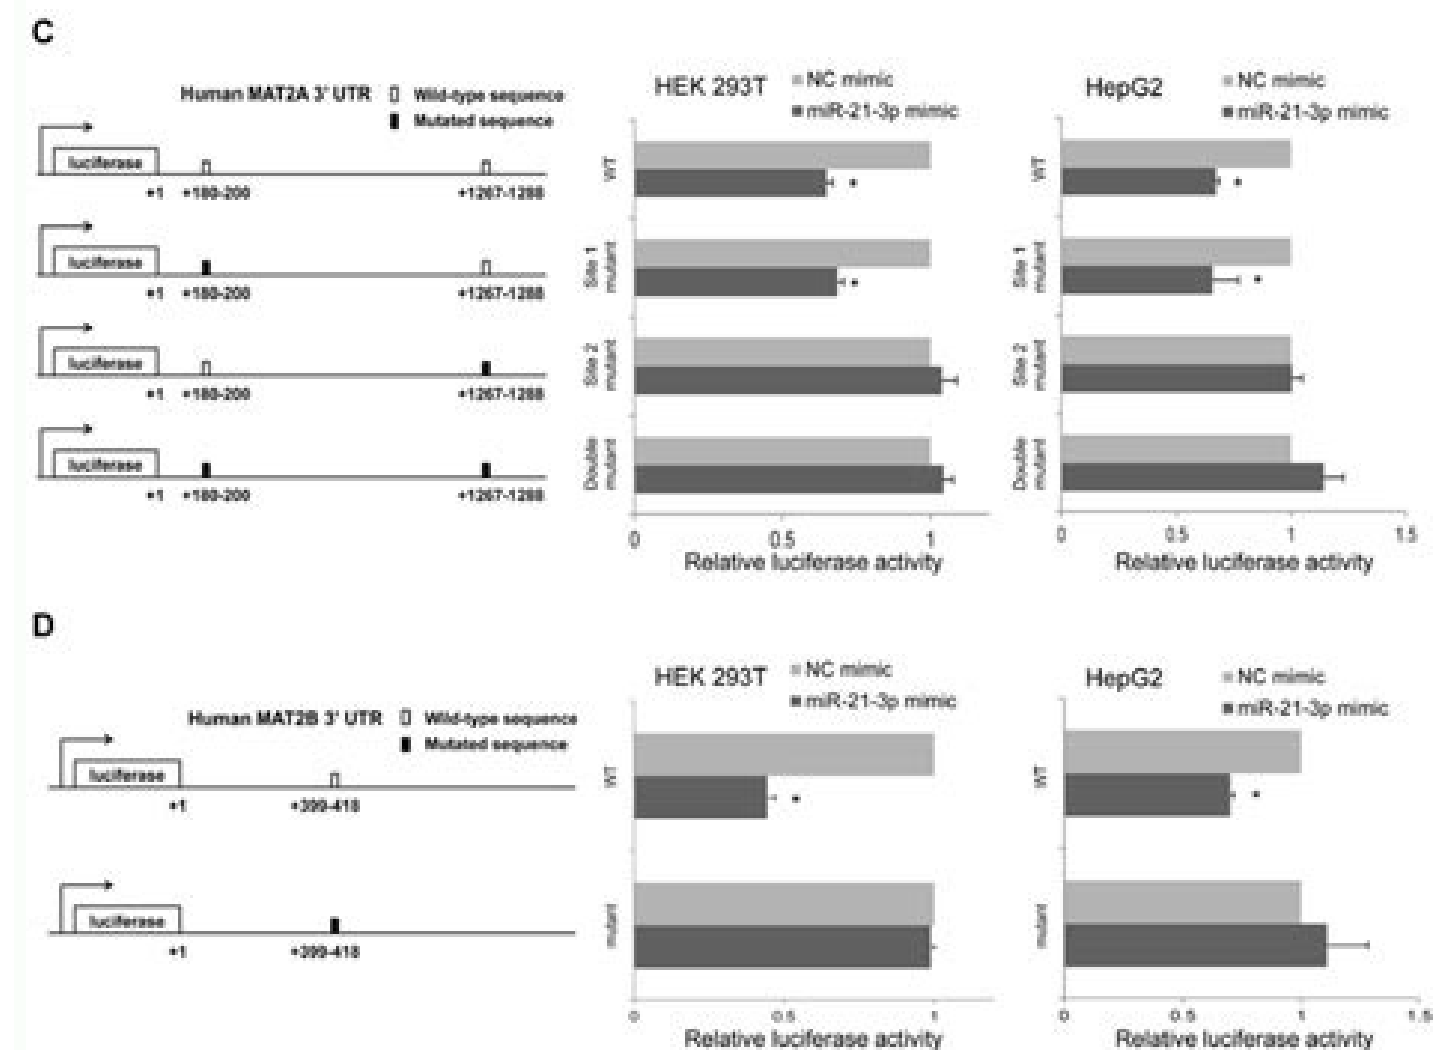 C
Human MAT2A 3' UTR
Wild-type sequence
Mutated sequence
luciferase
+1 +180-200 +1267-1288
luciferase
+1 +180-200 +1267-1288
luciferase
+1 +180-200 +1267-1288
luciferase
+1 +180-200 +1267-1288
HEK 293T
NC mimic
miR-21-3p mimic
WT
Site 1
mutant
Site 2
mutant
Double
mutant
0 0.5 1
Relative luciferase activity
HepG2
NC mimic
miR-21-3p mimic
WT
Site 1
mutant
Site 2
mutant
Double
mutant
0 0.5 1 1.5
Relative luciferase activity
D
Human MAT2B 3' UTR
Wild-type sequence
Mutated sequence
luciferase
+1 +399-418
luciferase
+1 +399-418
HEK 293T
NC mimic
miR-21-3p mimic
WT
mutant
0 0.5 1
Relative luciferase activity
HepG2
NC mimic
miR-21-3p mimic
WT
mutant
0 0.5 1 1.5
Relative luciferase activity